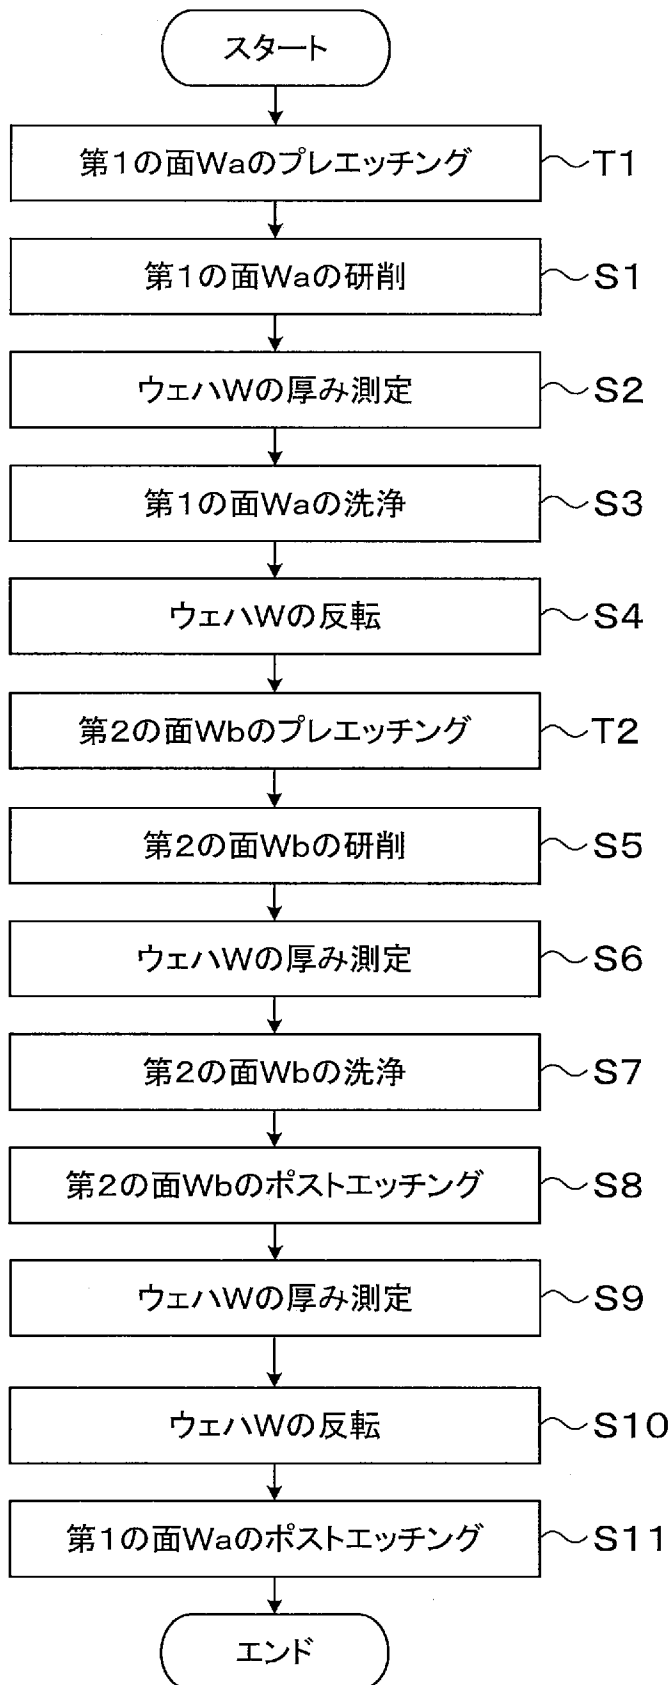 スタート
第1の面Waのプレエッチング T1
第1の面Waの研削 S1
ウェハWの厚み測定 S2
第1の面Waの洗浄 S3
ウェハWの反転 S4
第2の面Wbのプレエッチング T2
第2の面Wbの研削 S5
ウェハWの厚み測定 S6
第2の面Wbの洗浄 S7
第2の面Wbのポストエッチング S8
ウェハWの厚み測定 S9
ウェハWの反転 S10
第1の面Waのポストエッチング S11
エンド